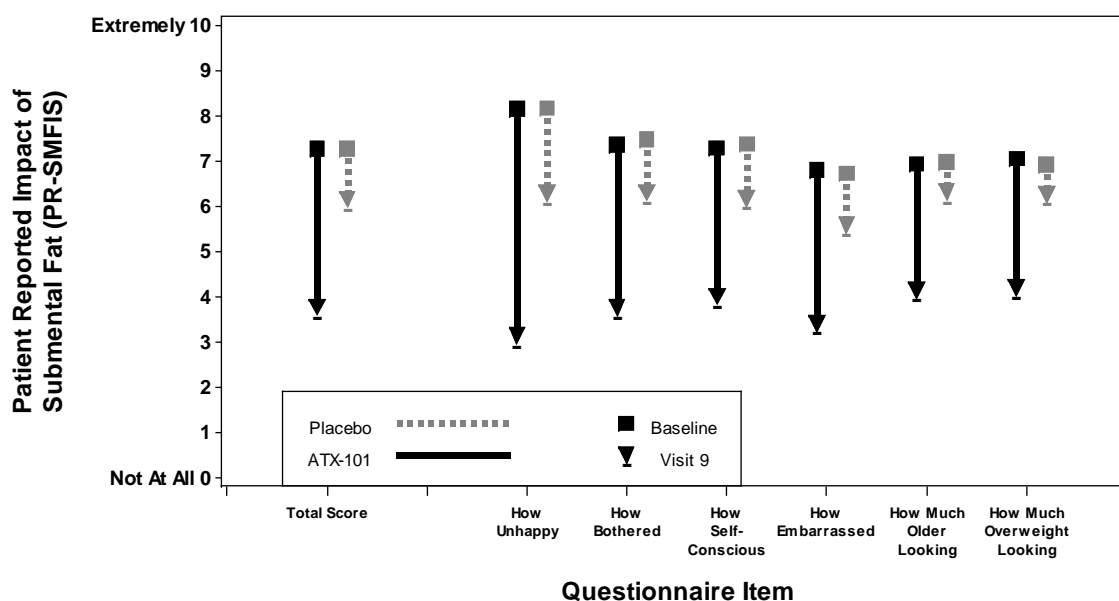 Patient Reported Impact of
Submental Fat (PR-SMFIS)
Extremely 10
9
8
7
6
5
4
3
2
1
Not At All 0
Placebo
ATX-101
Baseline
Visit 9
Total Score
How
Unhappy
How
Bothered
How
Self-
Conscious
How
Embarrassed
How Much
Older
Looking
How Much
Overweight
Looking
Questionnaire Item